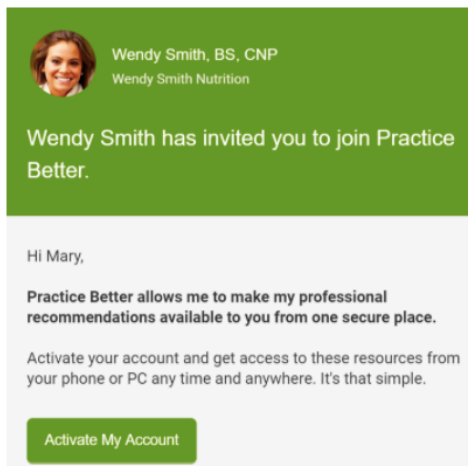 Wendy Smith, BS, CNP
Wendy Smith Nutrition
Wendy Smith has invited you to join Practice
Better.
Hi Mary,
Practice Better allows me to make my professional
recommendations available to you from one secure place.
Activate your account and get access to these resources from
your phone or PC any time and anywhere. It's that simple.
Activate My Account